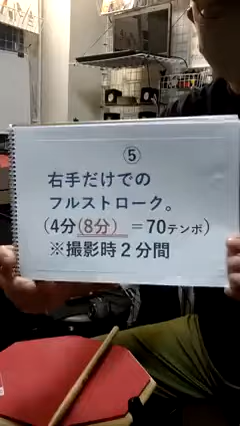 ⑤
右手だけでの
フルストローク。
(4分(8分) =70テンポ)
※撮影時2分間